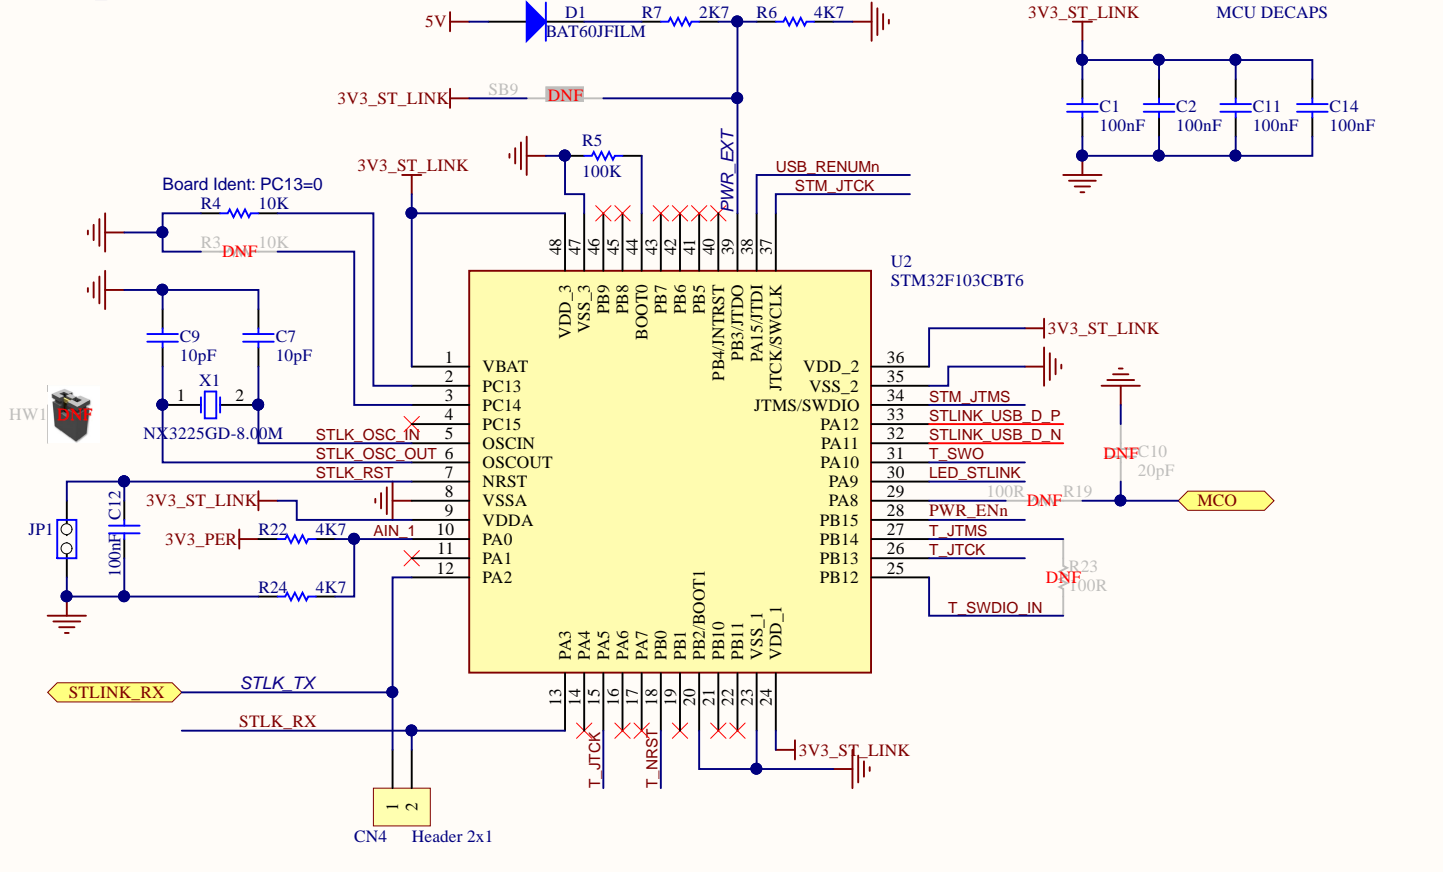 5V
D1
BAT60JFILM
R7
2K7
R6
4K7
3V3_ST_LINK
MCU DECAPS
3V3_ST_LINK
SB9
DNF
C1
100nF
C2
100nF
C11
100nF
C14
100nF
PWR_EXT
R5
100K
3V3_ST_LINK
USB_RENUMn
STM_JTCK
Board Ident: PC13=0
R4
10K
R3
DNF
10K
48
47
46
45
44
43
42
41
40
39
38
37
U2
STM32F103CBT6
VDD_3
VSS_3
PB9
PB8
BOOT0
PB7
PB6
PB5
PB4/JNTRST
PB3/JTDO
PA15/JTDI
JTCK/SWCLK
C9
10pF
C7
10pF
X1
1
2
NX3225GD-8.00M
HW1
DNF
1
VBAT
2
PC13
3
PC14
4
PC15
STLK_OSC_IN
5
OSCIN
STLK_OSC_OUT
6
OSCOUT
STLK_RST
7
NRST
8
VSSA
9
VDDA
AIN_1
10
PA0
11
PA1
12
PA2
VDD_2
36
3V3_ST_LINK
VSS_2
35
JTMS/SWDIO
34
STM_JTMS
PA12
33
STLINK_USB_D_P
PA11
32
STLINK_USB_D_N
PA10
31
T_SWO
PA9
30
LED_STLINK
PA8
29
100R
DNF
R19
MCO
PB15
28
PWR_ENn
PB14
27
T_JTMS
PB13
26
T_JTCK
PB12
25
T_SWDIO_IN
DNF
C10
20pF
R23
DNF
100R
JP1
C12
100nF
3V3_ST_LINK
3V3_PER
R22
4K7
R24
4K7
PA3
PA4
PA5
PA6
PA7
PB0
PB1
PB2/BOOT1
PB10
PB11
VSS_1
VDD_1
13
14
15
16
17
18
19
20
21
22
23
24
STLINK_RX
STLK_TX
STLK_RX
T_JTCK
T_NRST
3V3_ST_LINK
1
2
CN4
Header 2x1